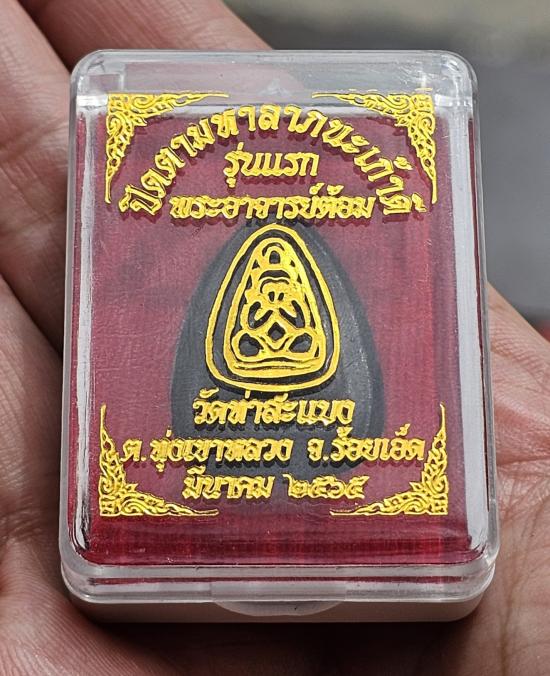 ปิดตามหาลาภนะเก้าดี
รุ่นแรก
พระอาจารย์ต้อม
วัดท่าสะแบง
ต.ทุ่งเขาหลวง จ.ร้อยเอ็ด
มีนาคม ๒๕๖๕